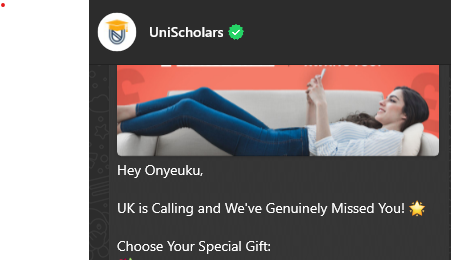 UniScholars
Hey Onyeuku,
UK is Calling and We've Genuinely Missed You! 🌟
Choose Your Special Gift: